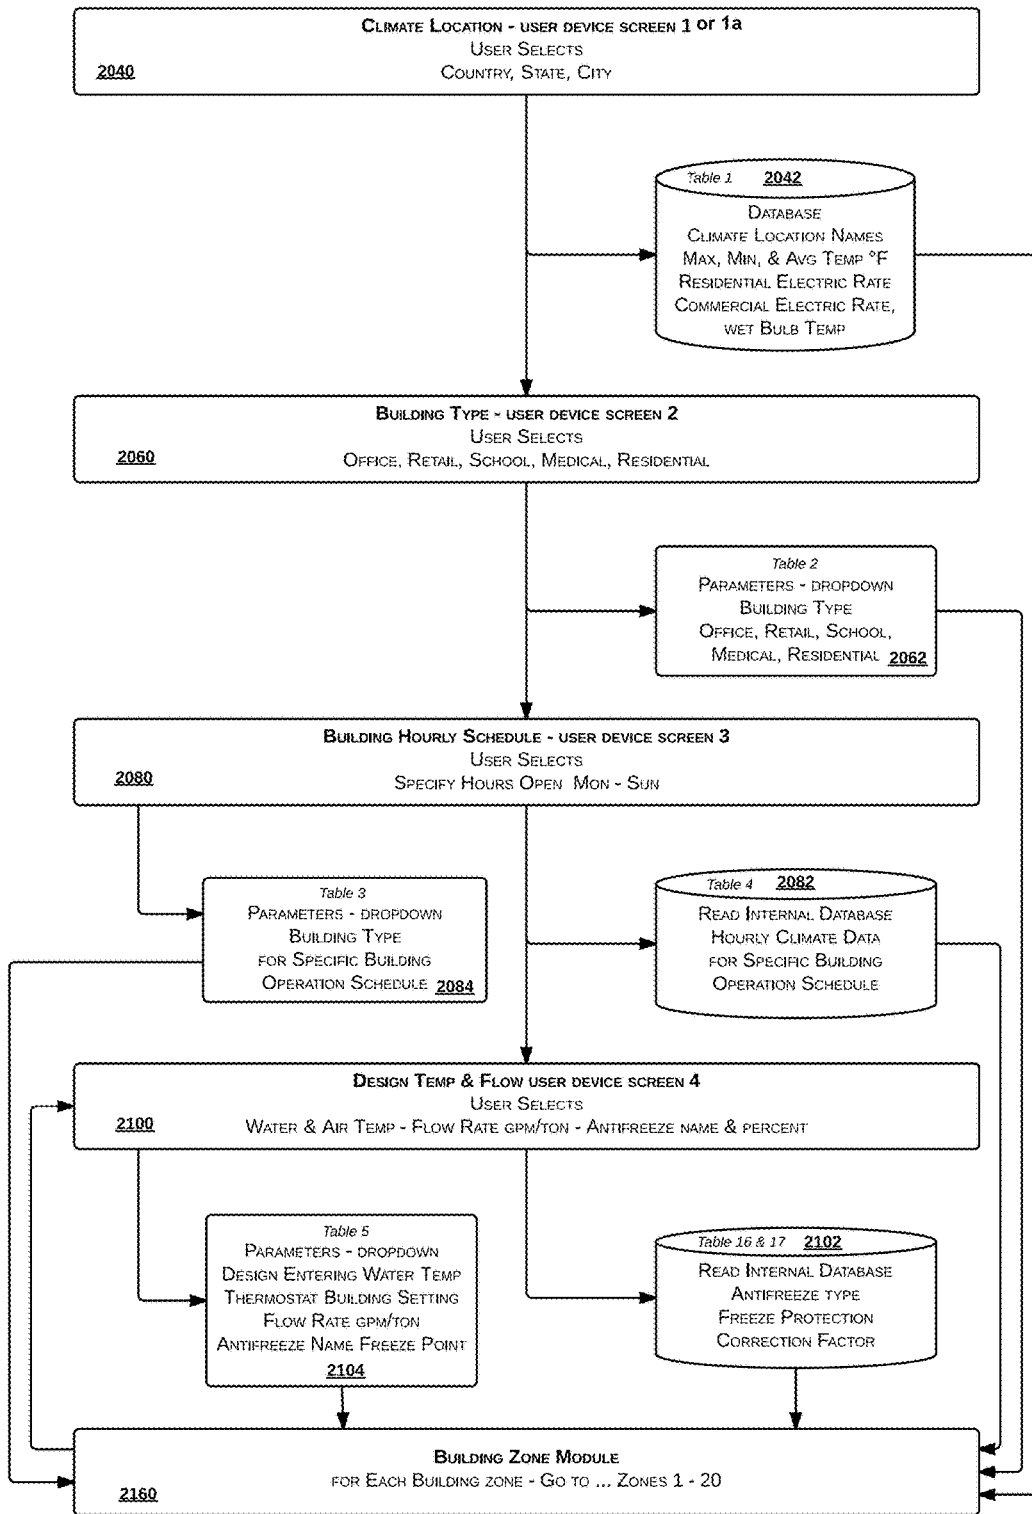 Climate Location - user device screen 1 or 1a
User Selects
2040
Country, State, City
Table 1 2042
Database
Climate Location Names
Max, Min, & Avg Temp °F
Residential Electric Rate
Commercial Electric Rate,
wet Bulb Temp
Building Type - user device screen 2
User Selects
2060
Office, Retail, School, Medical, Residential
Table 2
Parameters - dropdown
Building Type
Office, Retail, School,
Medical, Residential 2062
Building Hourly Schedule - user device screen 3
User Selects
2080
Specify Hours Open Mon - Sun
Table 3
Parameters - dropdown
Building Type
for Specific Building
Operation Schedule 2084
Table 4 2082
Read Internal Database
Hourly Climate Data
for Specific Building
Operation Schedule
Design Temp & Flow user device screen 4
User Selects
2100
Water & Air Temp - Flow Rate gpm/ton - Antifreeze name & percent
Table 5
Parameters - dropdown
Design Entering Water Temp
Thermostat Building Setting
Flow Rate gpm/ton
Antifreeze Name Freeze Point
2104
Table 16 & 17 2102
Read Internal Database
Antifreeze type
Freeze Protection
Correction Factor
Building Zone Module
for Each Building zone - Go to ... Zones 1 - 20
2160